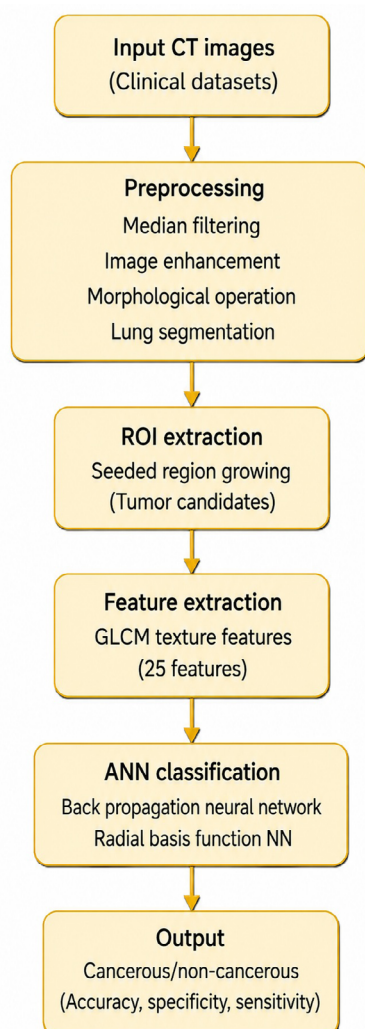 Input CT images
(Clinical datasets)
Preprocessing
Median filtering
Image enhancement
Morphological operation
Lung segmentation
ROI extraction
Seeded region growing
(Tumor candidates)
Feature extraction
GLCM texture features
(25 features)
ANN classification
Back propagation neural network
Radial basis function NN
Output
Cancerous/non-cancerous
(Accuracy, specificity, sensitivity)